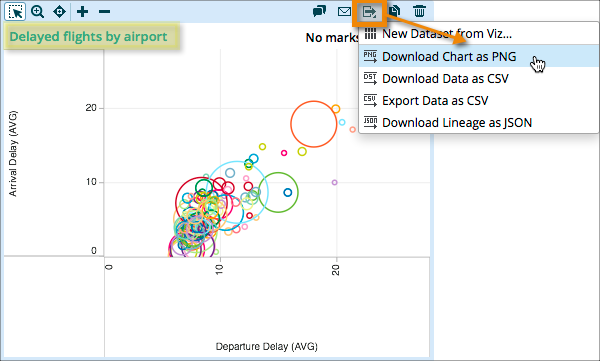 Delayed flights by airport
No marks
New Dataset from Viz...
PNG Download Chart as PNG
DST Download Data as CSV
CSV Export Data as CSV
JSON Download Lineage as JSON
Arrival Delay (AVG)
20
10
0
0
10
20
Departure Delay (AVG)